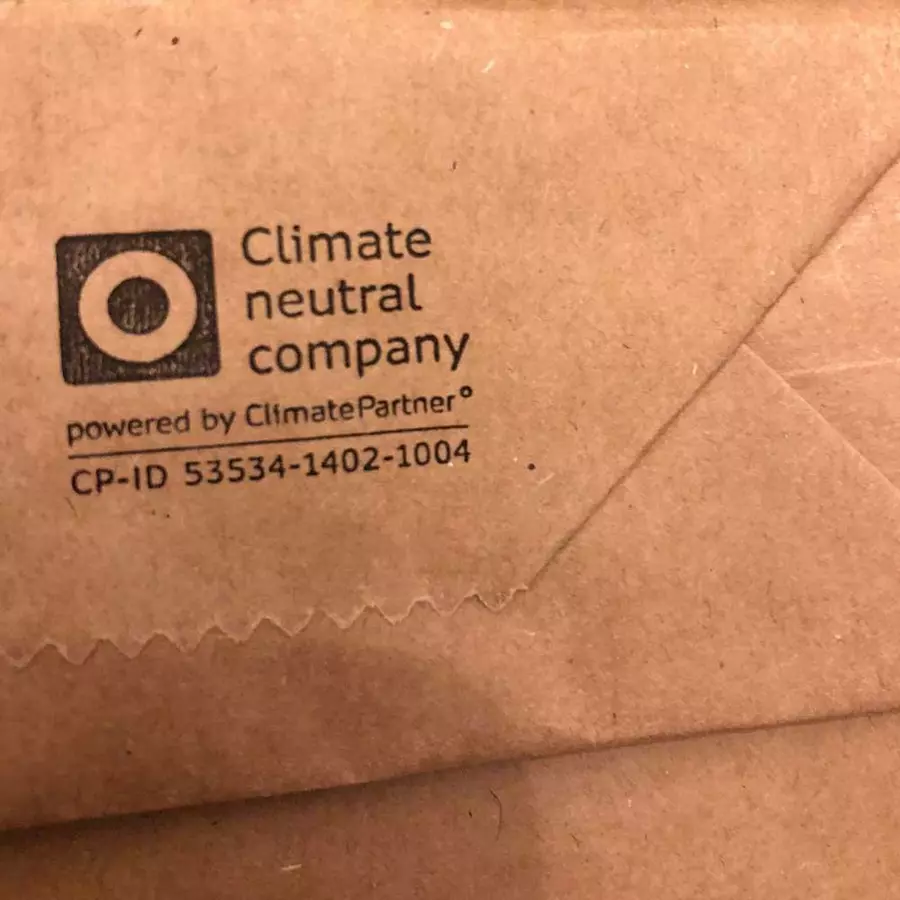 Climate
neutral
company
powered by ClimatePartner°
CP-ID 53534-1402-1004